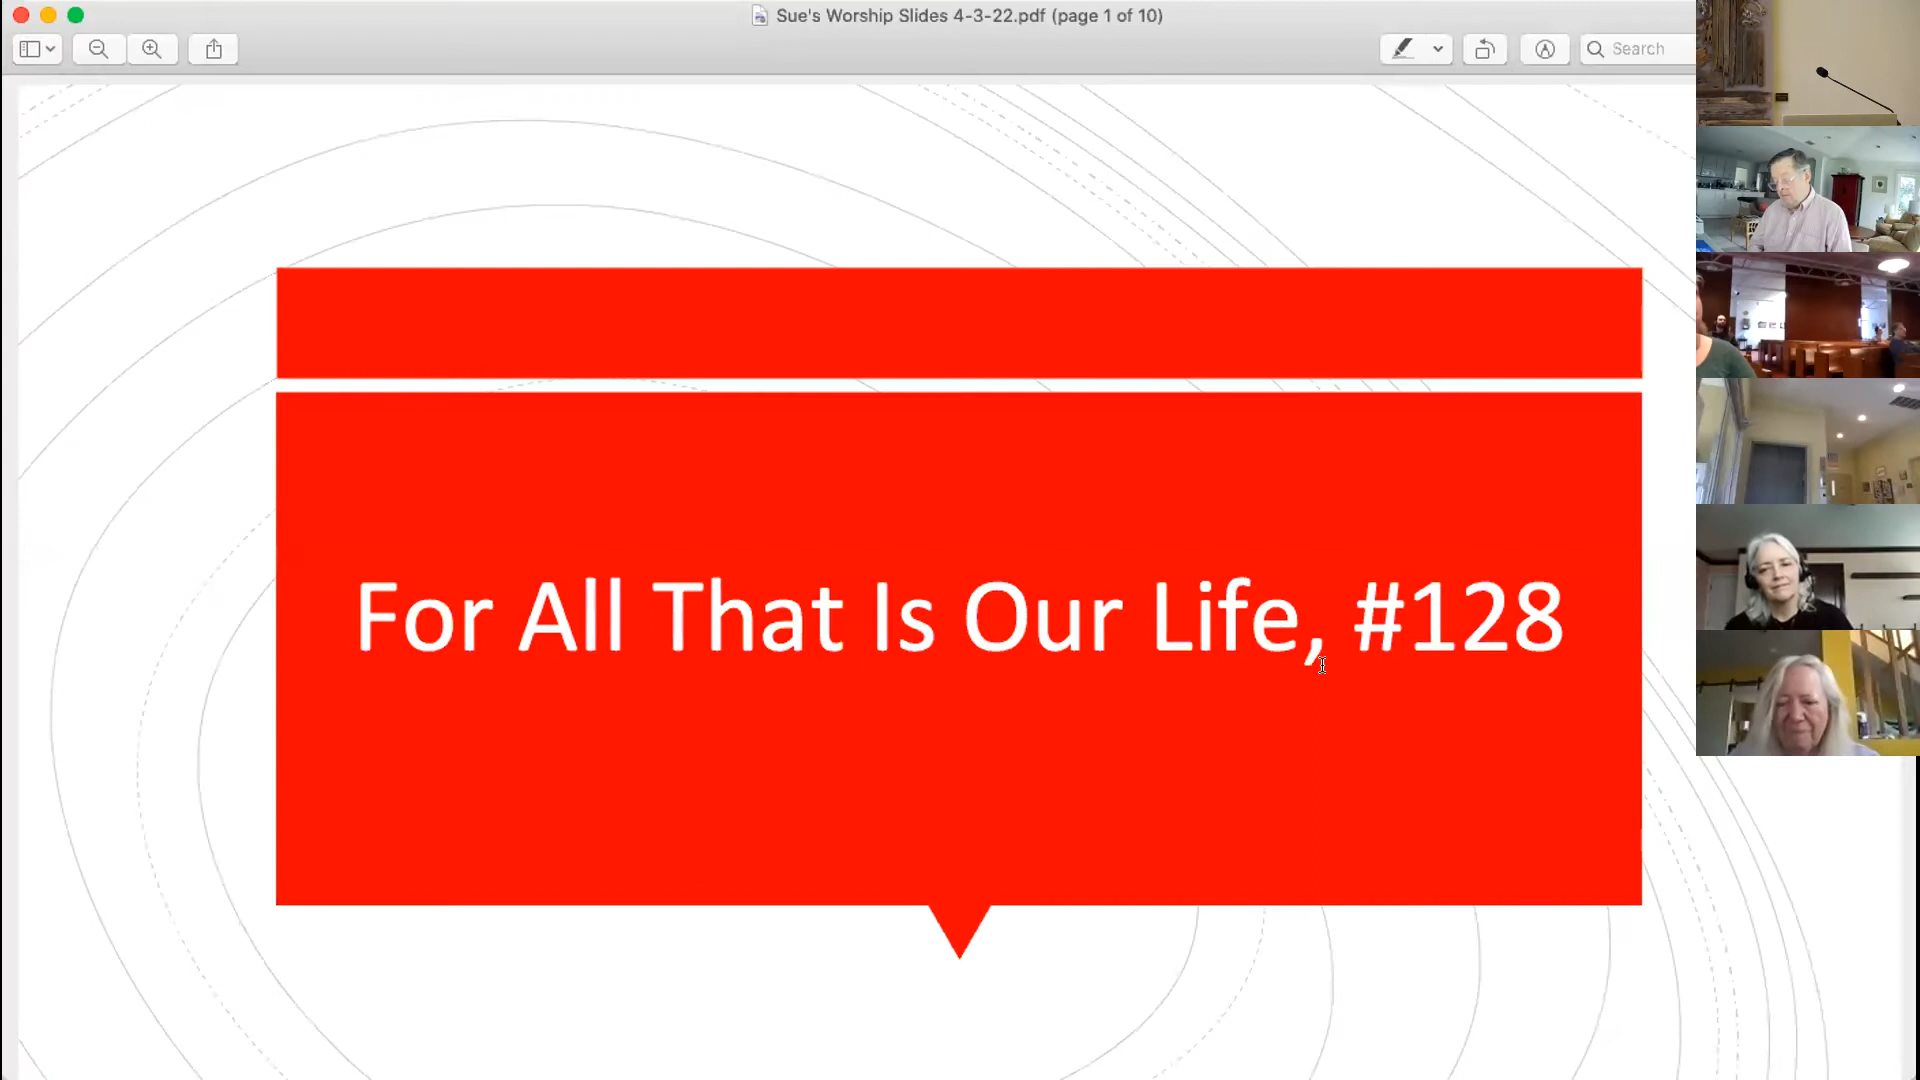 Sue's Worship Slides 4-3-22.pdf (page 1 of 10)
Search
For All That Is Our Life, #128